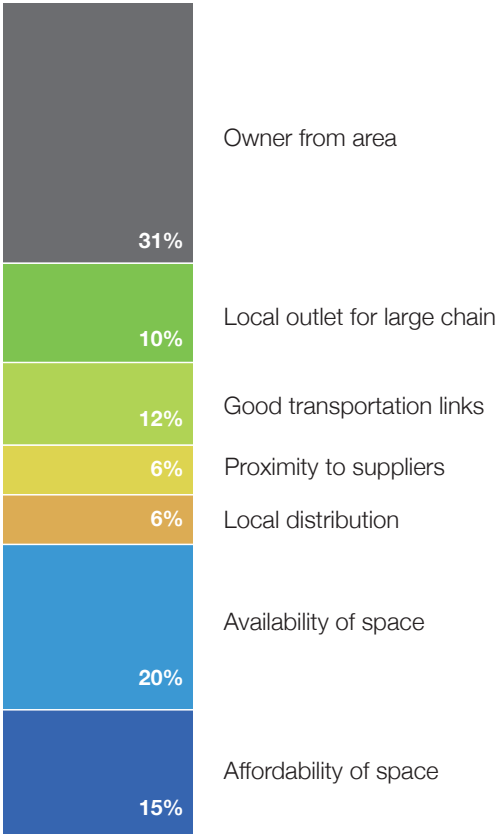 Owner from area
31%
Local outlet for large chain
10%
Good transportation links
12%
6%
Proximity to suppliers
6%
Local distribution
Availability of space
20%
Affordability of space
15%